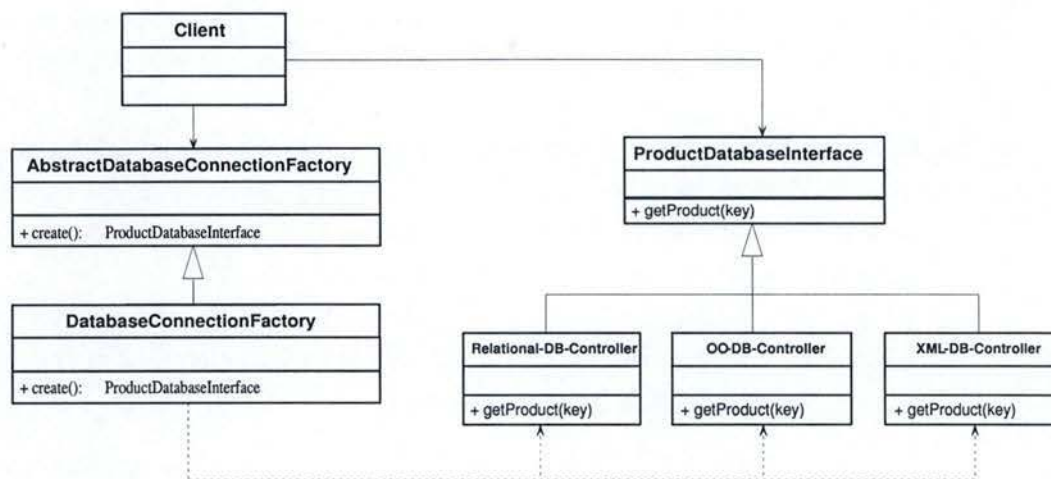 Client
AbstractDatabaseConnectionFactory
+ create(): ProductDatabaseInterface
ProductDatabaseInterface
+ getProduct(key)
DatabaseConnectionFactory
+ create(): ProductDatabaseInterface
Relational-DB-Controller
+ getProduct(key)
OO-DB-Controller
+ getProduct(key)
XML-DB-Controller
+ getProduct(key)